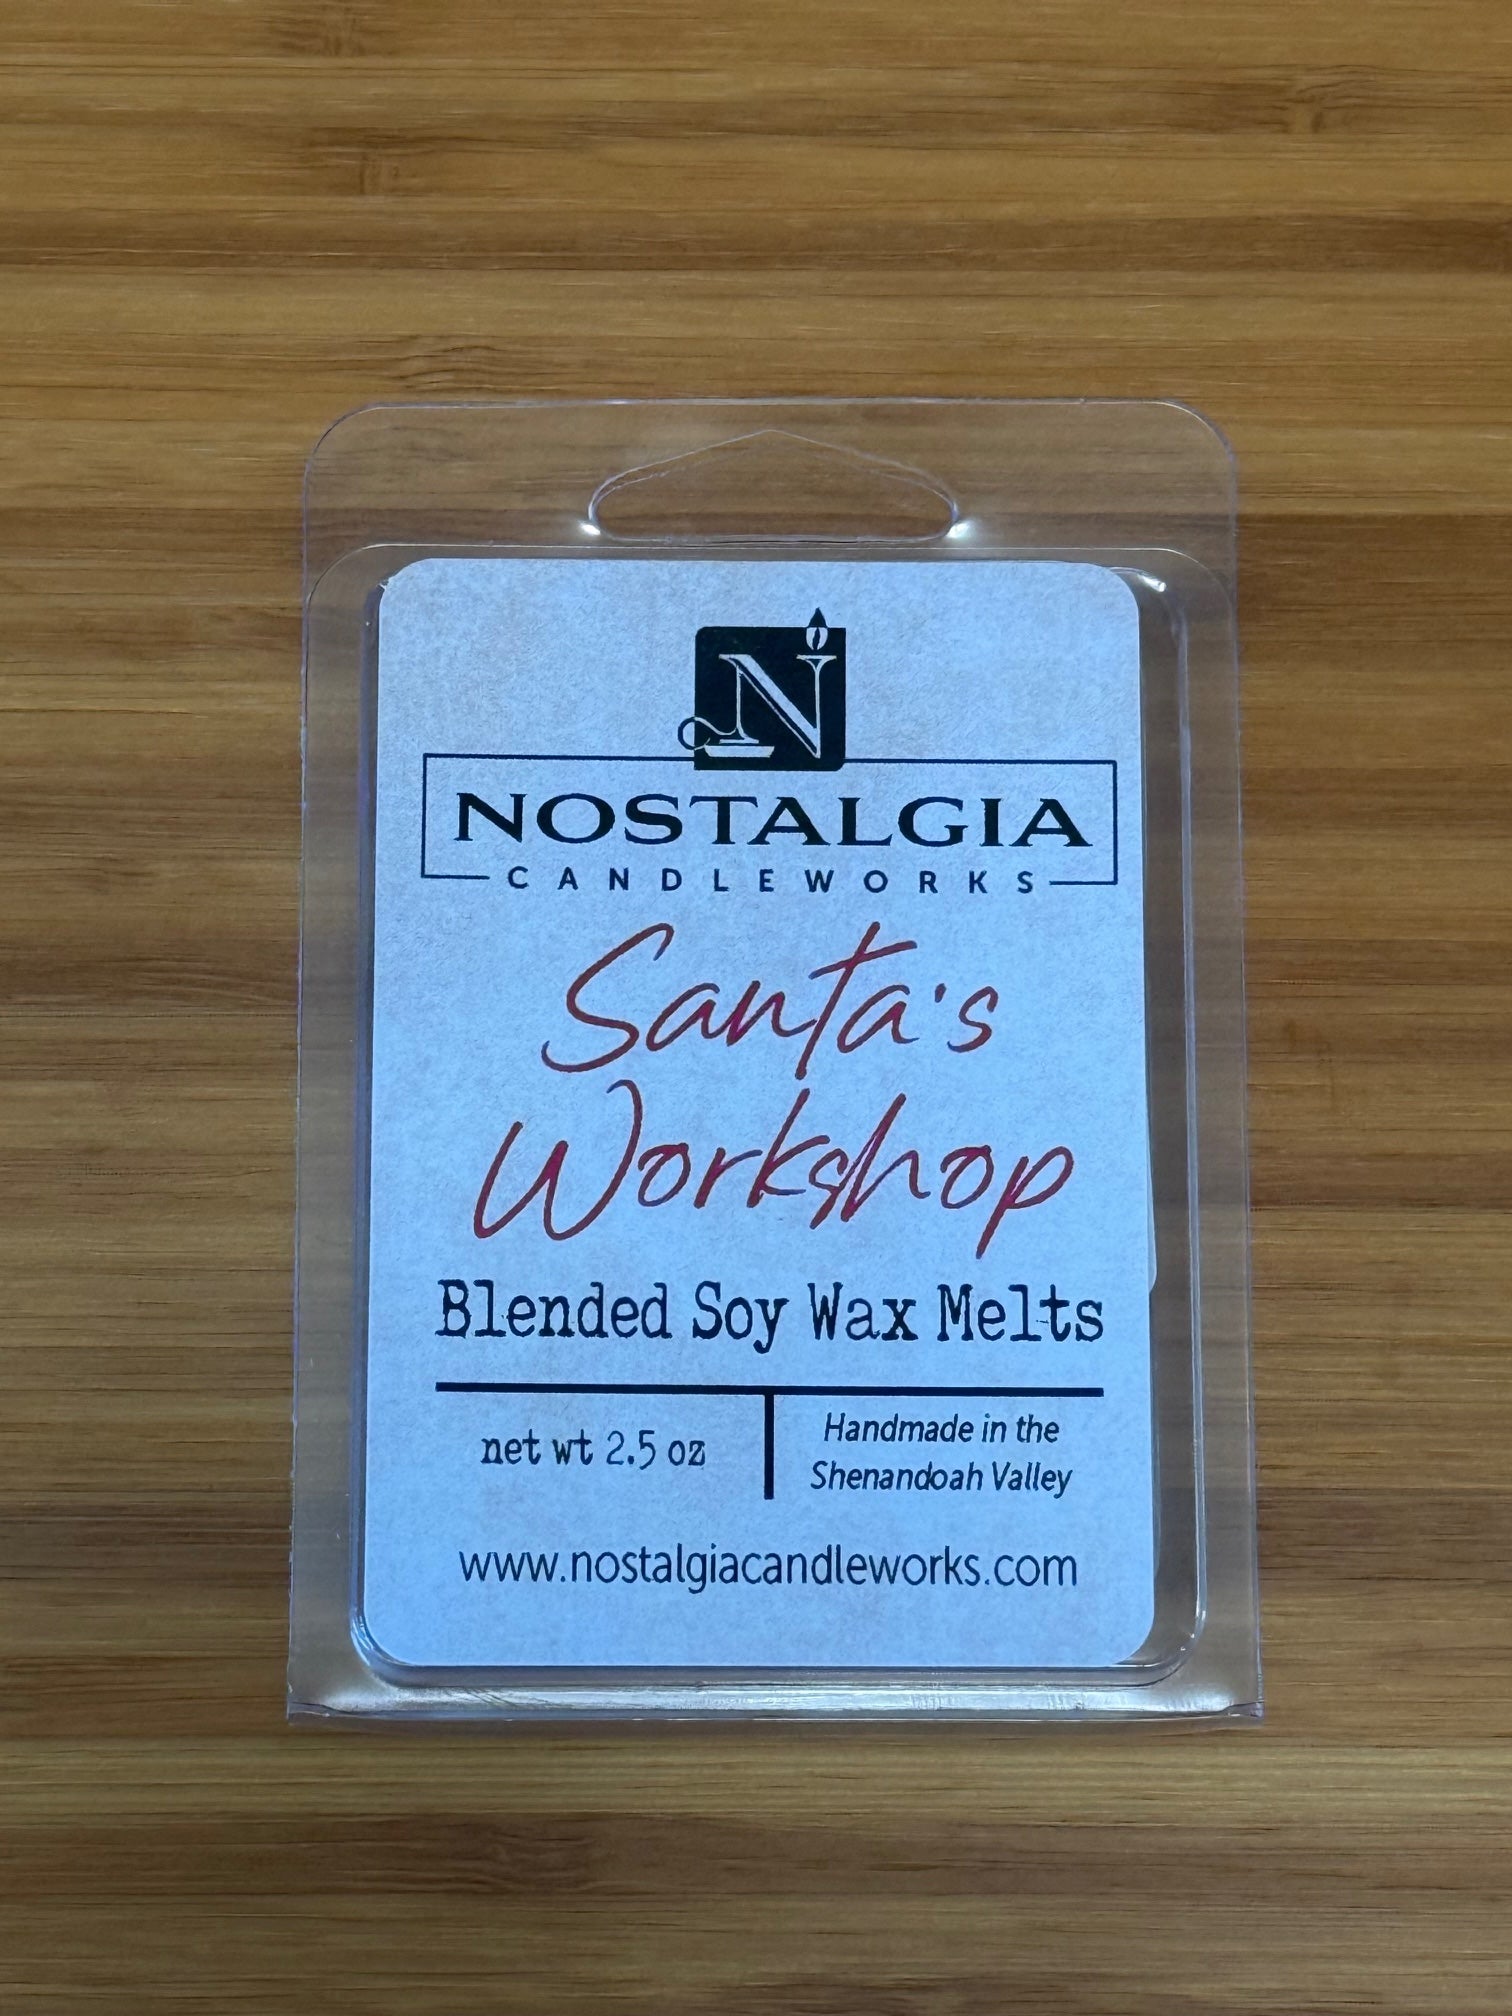 N
NOSTALGIA
CANDLEWORKS
Santa's
Workshop
Blended Soy Wax Melts
net wt 2.5 oz
Handmade in the
Shenandoah Valley
www.nostalgiacandleworks.com